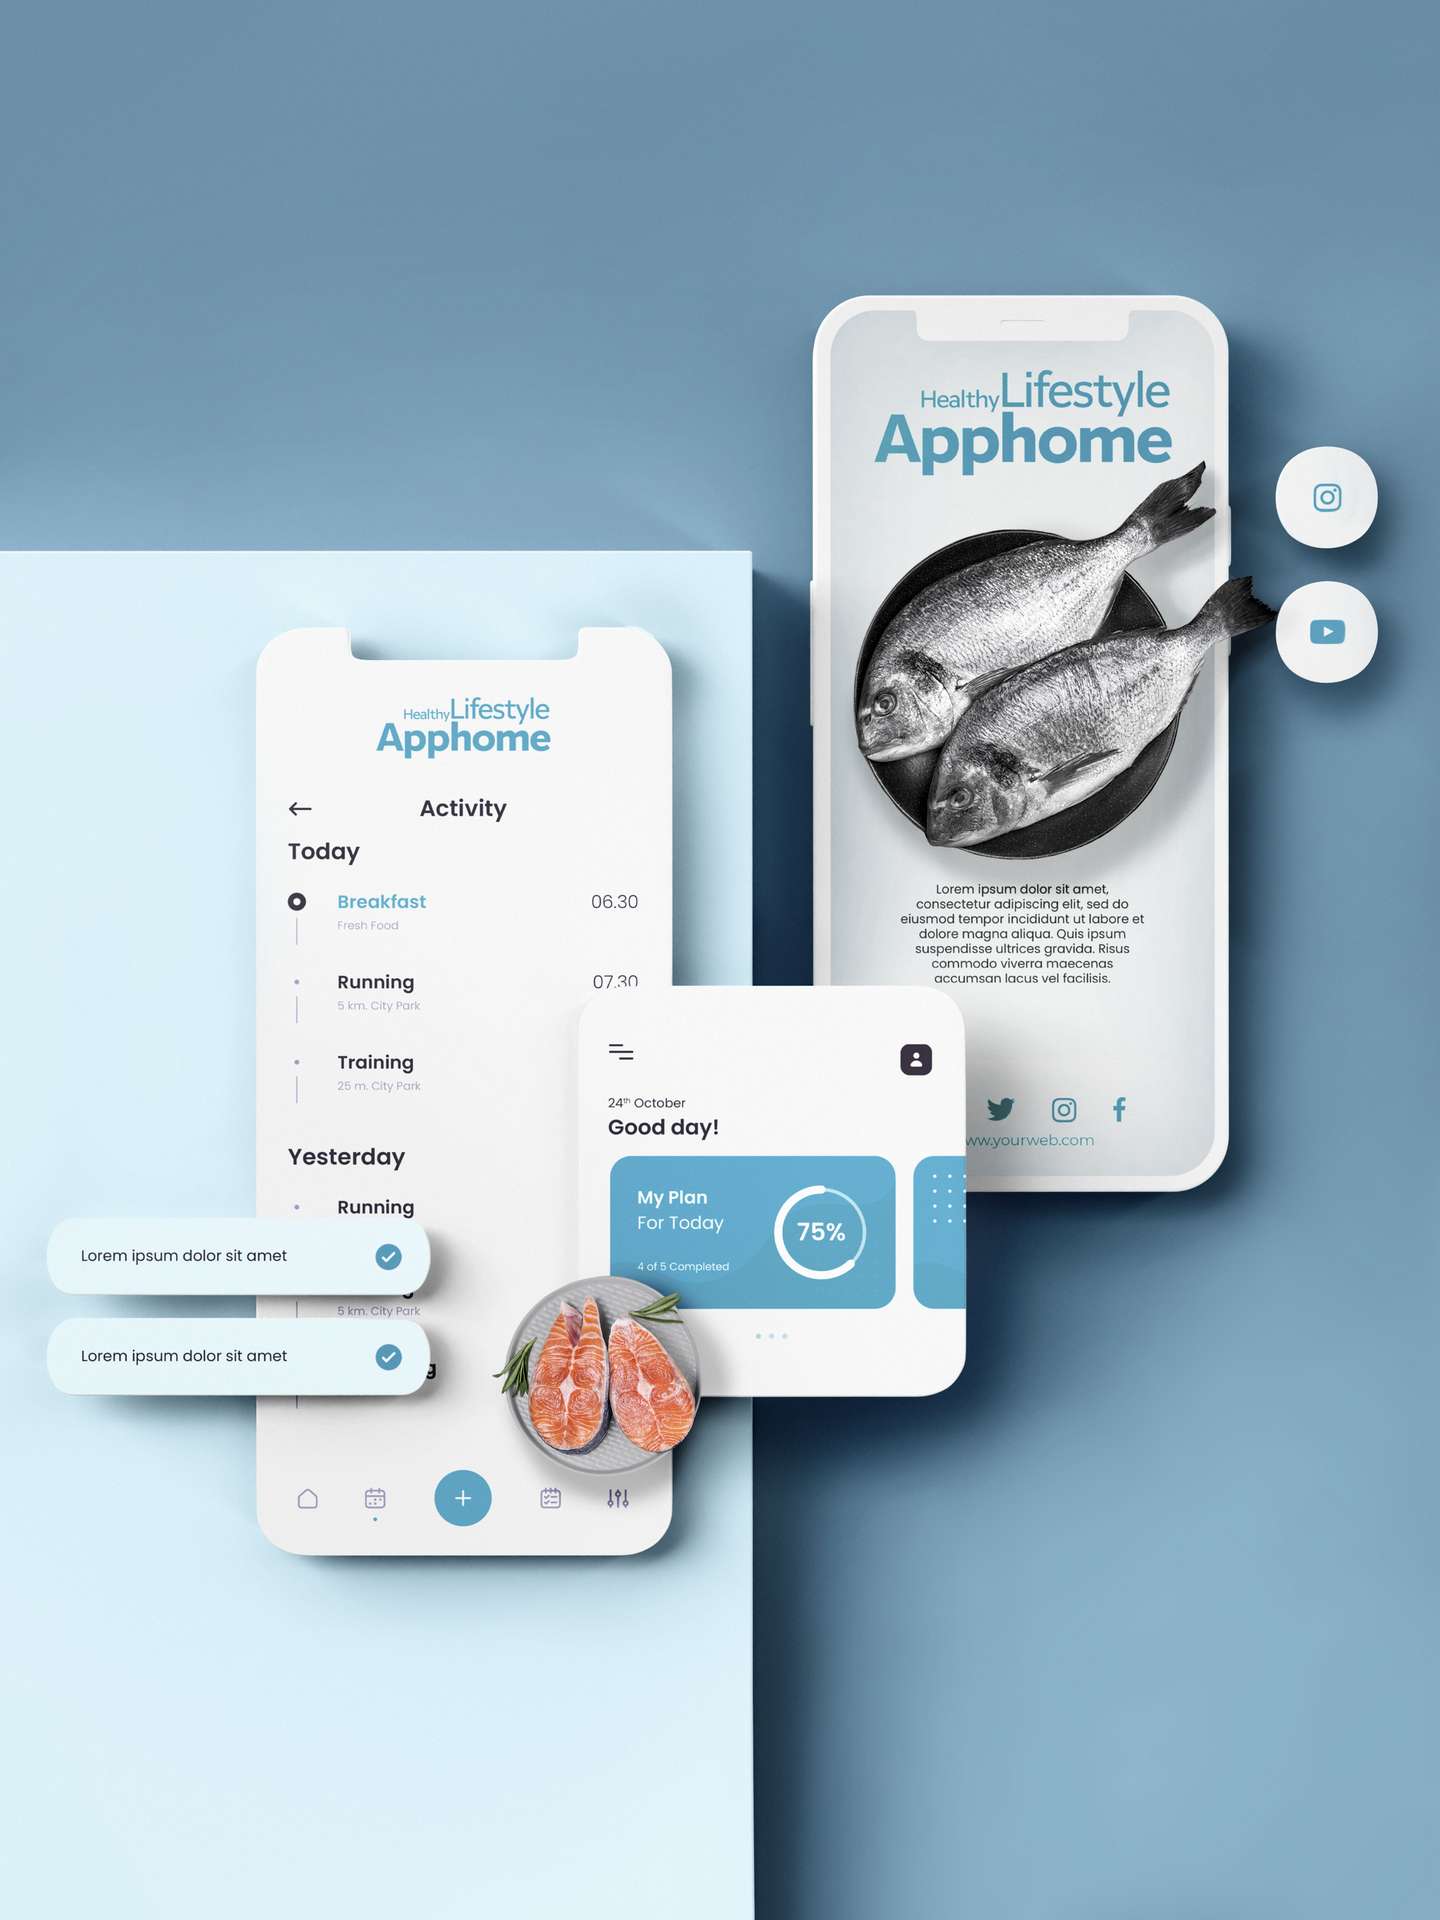 Healthy Lifestyle
Apphome
Lorem ipsum dolor sit amet,
consectetur adipiscing elit, sed do
eiusmod tempor incididunt ut labore et
dolore magna aliqua. Quis ipsum
suspendisse ultrices gravida. Risus
commodo viverra maecenas
accumsan lacus vel facilisis.
ww.yourweb.com
Healthy Lifestyle
Apphome
Activity
Today
Breakfast 06.30
Fresh Food
Running 07.30
5 km. City Park
Training
25 m. City Park
Yesterday
Running
Lorem ipsum dolor sit amet
5 km. City Park
Lorem ipsum dolor sit amet
24th October
Good day!
My Plan
For Today
75%
4 of 5 Completed